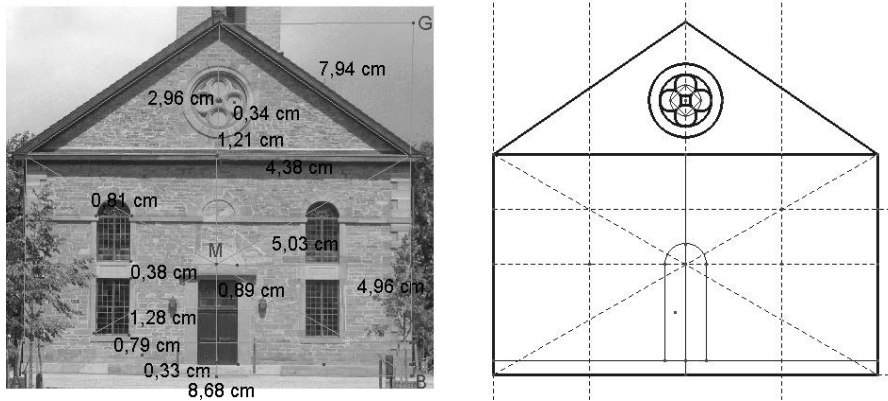 G
7,94 cm
2,96 cm
0,34 cm
1,21 cm
4,38 cm
0,81 cm
M
5,03 cm
0,38 cm
0,89 cm
4,96 cm
1,28 cm
0,79 cm
0,33 cm
B
8,68 cm